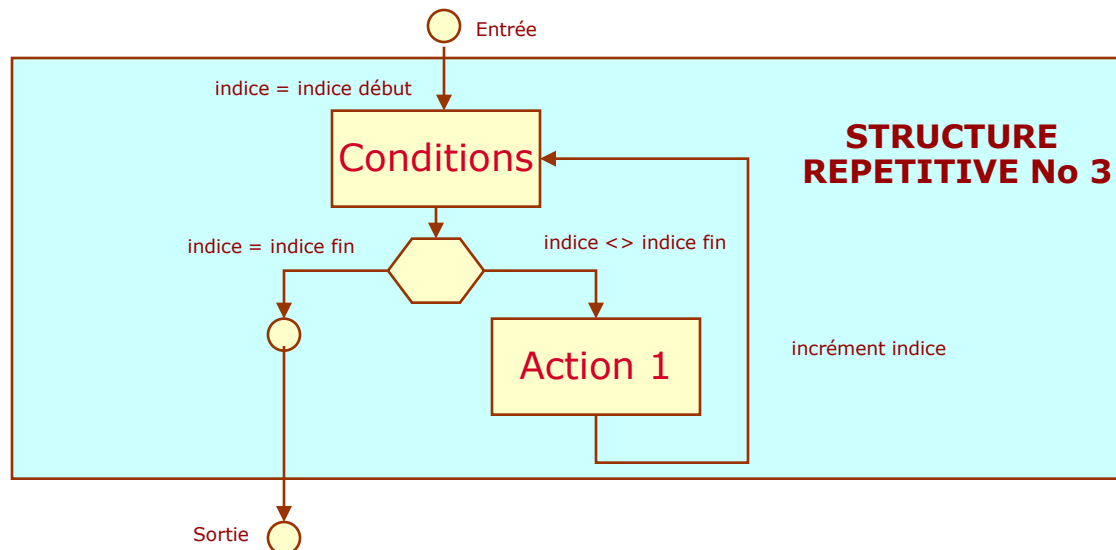 Entrée
indice = indice début
Conditions
STRUCTURE
REPETITIVE No 3
indice = indice fin
indice <> indice fin
Action 1
incrément indice
Sortie